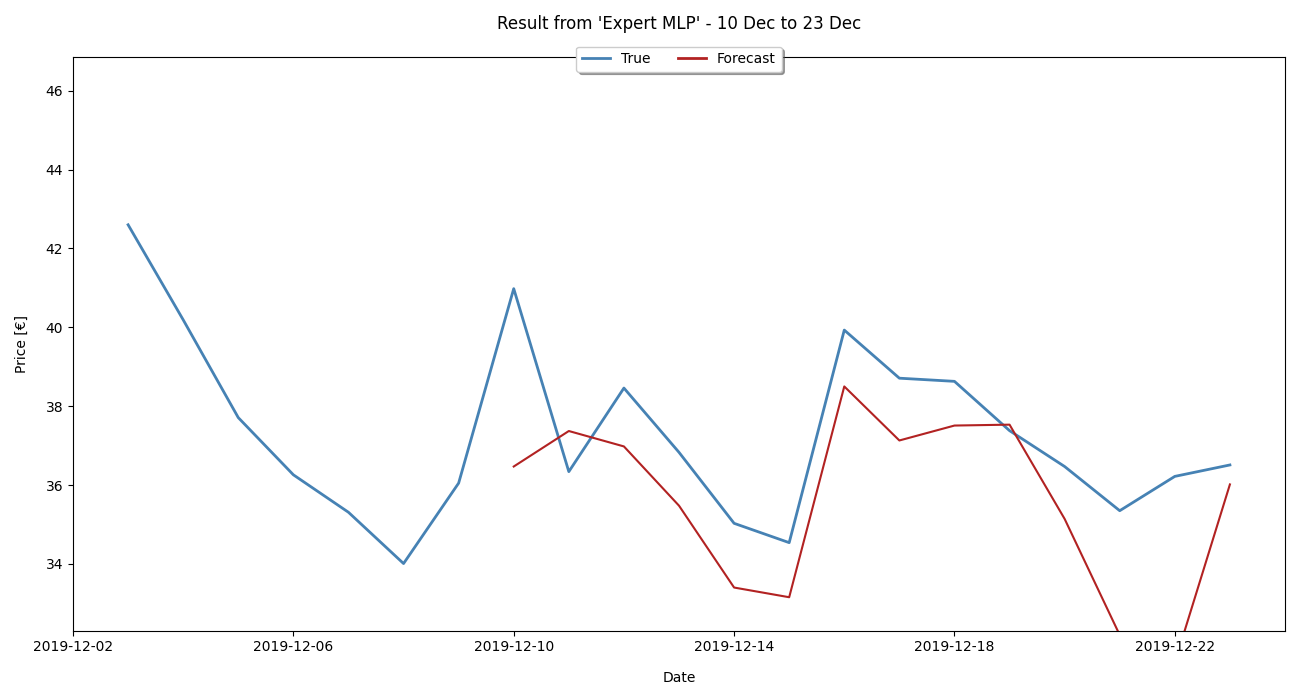 Result from 'Expert MLP' - 10 Dec to 23 Dec
True
Forecast
46
44
42
40
38
36
34
Price [€]
2019-12-02
2019-12-06
2019-12-10
2019-12-14
2019-12-18
2019-12-22
Date